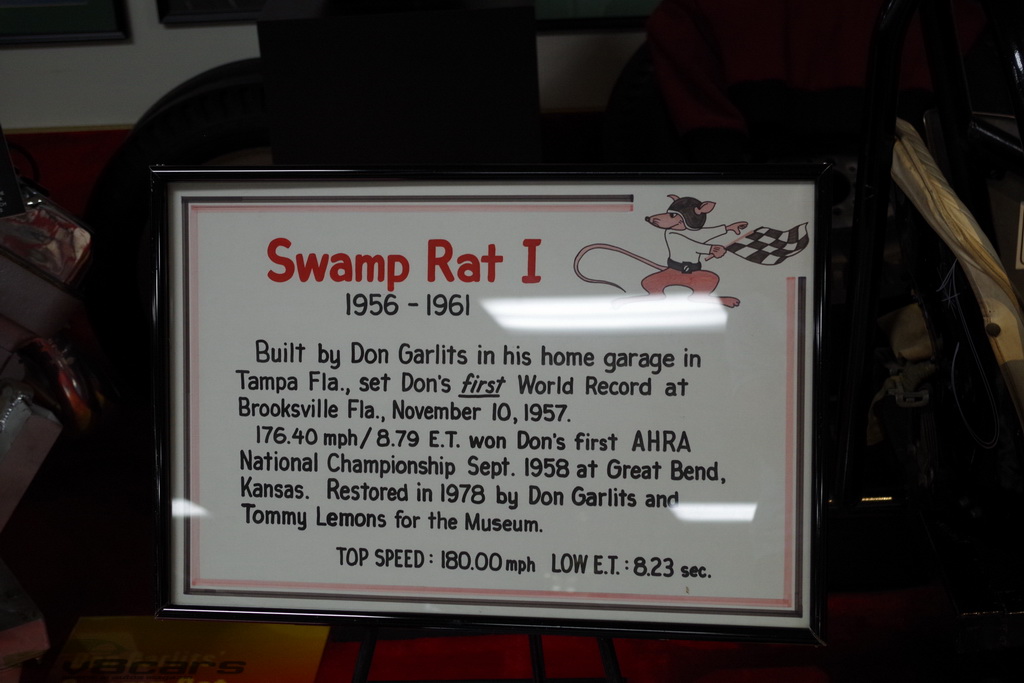 Swamp Rat I
1956 - 1961
Built by Don Garlits in his home garage in
Tampa Fla., set Don's first World Record at
Brooksville Fla., November 10, 1957.
176.40 mph/8.79 E.T. won Don's first AHRA
National Championship Sept. 1958 at Great Bend,
Kansas. Restored in 1978 by Don Garlits and
Tommy Lemons for the Museum.
TOP SPEED: 180.00 mph LOW E.T.: 8.23 sec.
v8cars